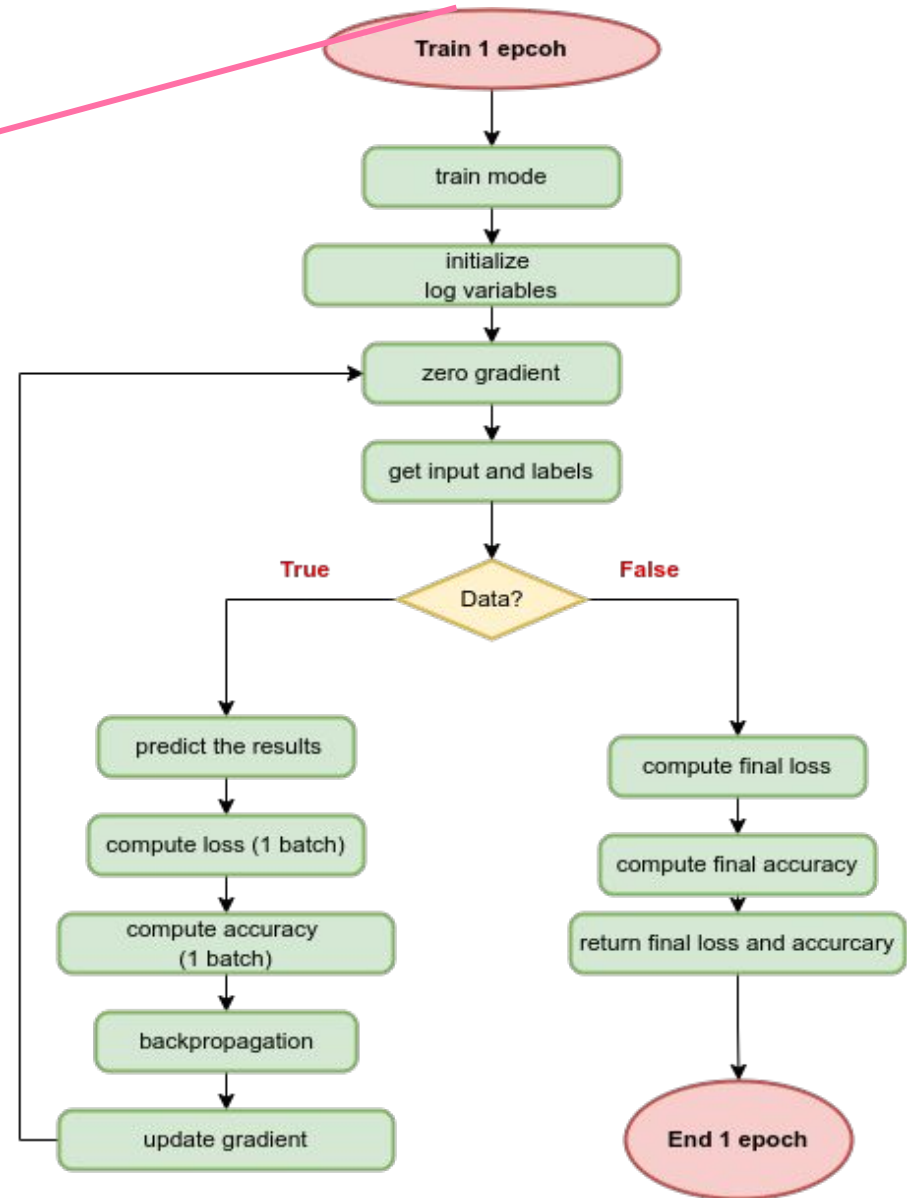 Train 1 epcoh
train mode
initialize
log variables
zero gradient
get input and labels
Data?
True
False
predict the results
compute loss (1 batch)
compute accuracy
(1 batch)
backpropagation
update gradient
compute final loss
compute final accuracy
return final loss and accurcary
End 1 epoch